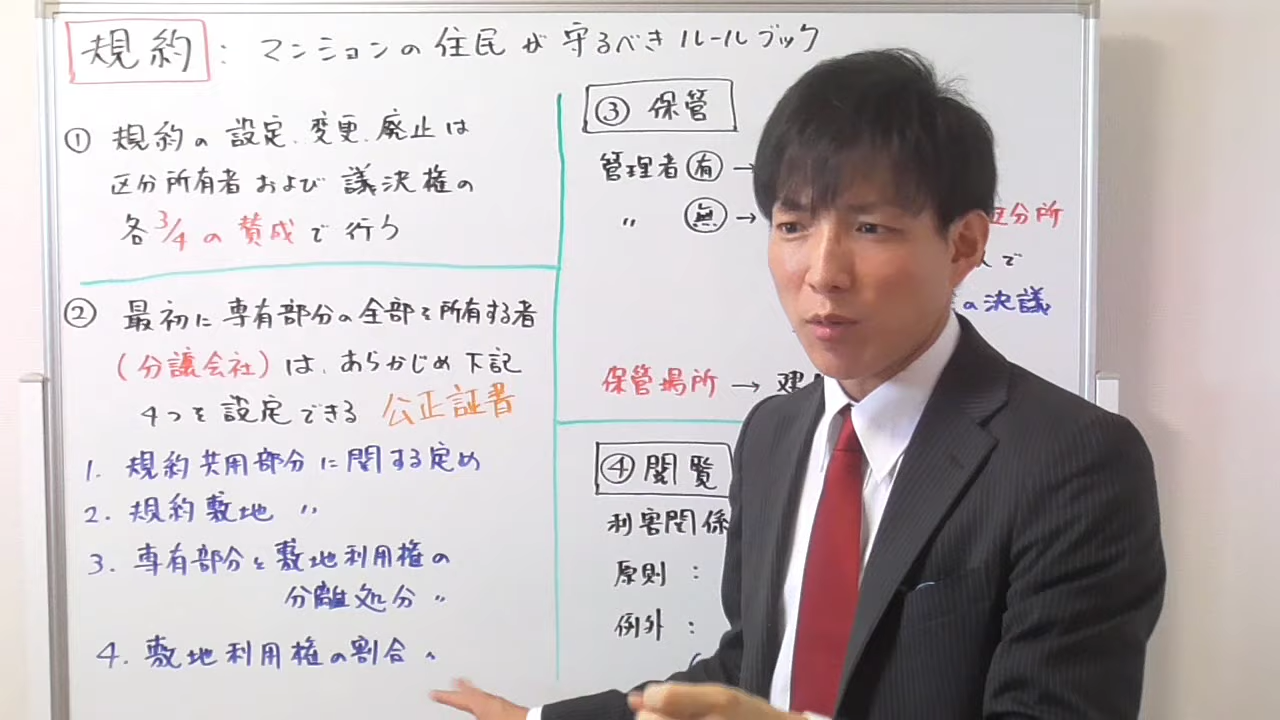 規約 : マンションの住民が守るべきルールブック
① 規約の設定、変更、廃止は
区分所有者および議決権の
各3/4の賛成で行う
② 最初に専有部分の全部を所有する者
(分譲会社)は、あらかじめ下記
4つを設定できる 公正証書
1. 規約共用部分に関する定め
2. 規約敷地 〃
3. 専有部分と敷地利用権の
分離処分 〃
4. 敷地利用権の割合 〃
③ 保管
管理者 有 →
〃 無 → 区分所
で
の決議
保管場所 → 建
④ 閲覧
利害関係
原則 :
例外 :
(